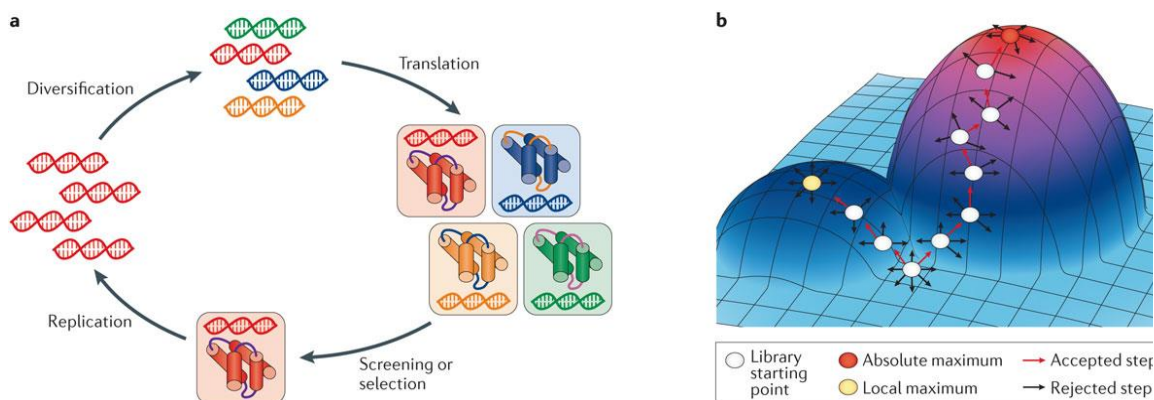 a
Diversification
Translation
Replication
Screening or
selection
b
Library
starting
point
Absolute maximum
Local maximum
Accepted step
Rejected step